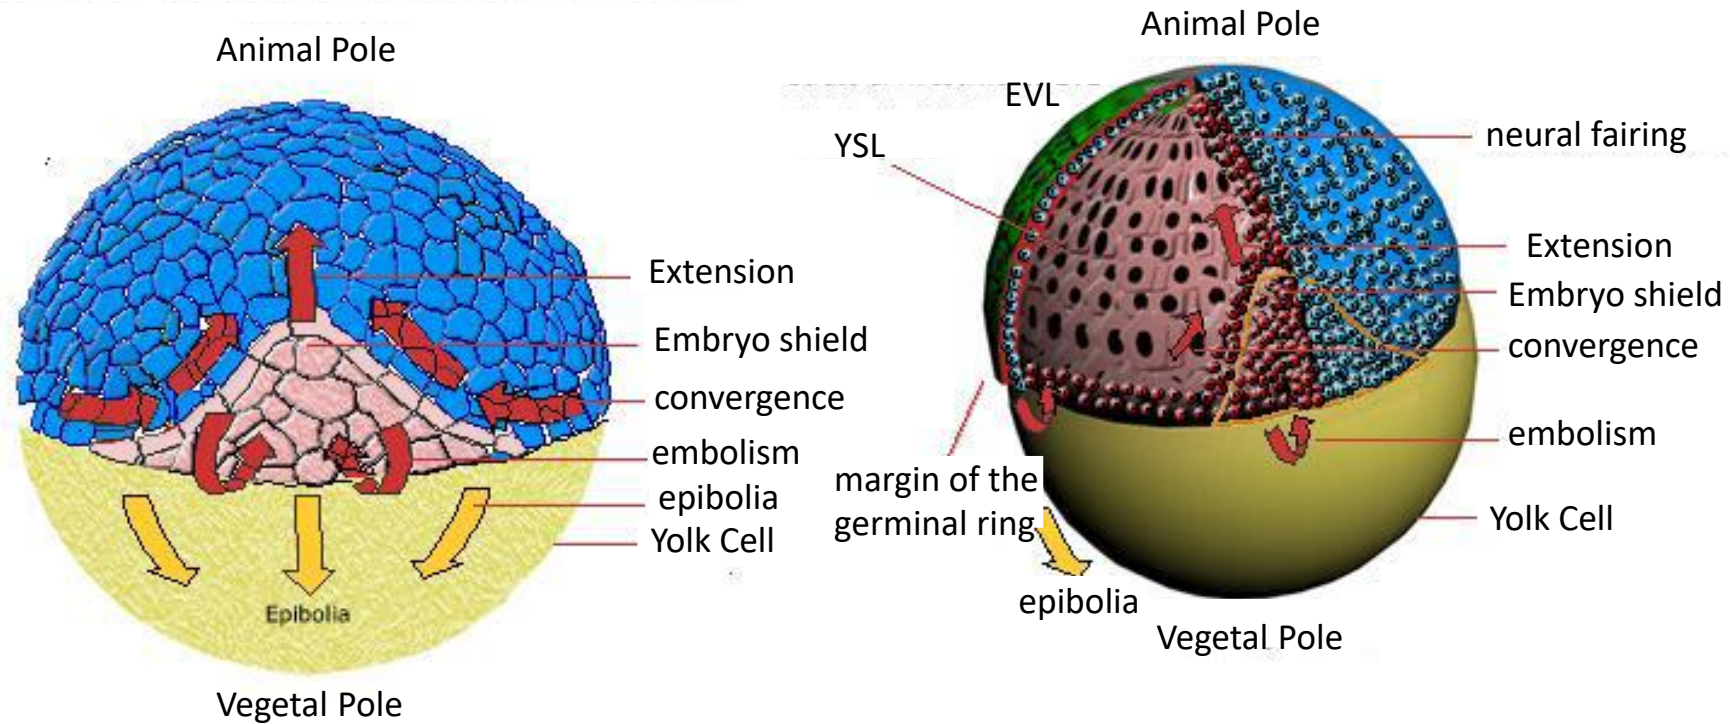 Animal Pole
Extension
Embryo shield
convergence
embolism
epibolia
Yolk Cell
Epibolia
Vegetal Pole
Animal Pole
EVL
YSL
neural fairing
Extension
Embryo shield
convergence
embolism
margin of the
germinal ring
Yolk Cell
epibolia
Vegetal Pole